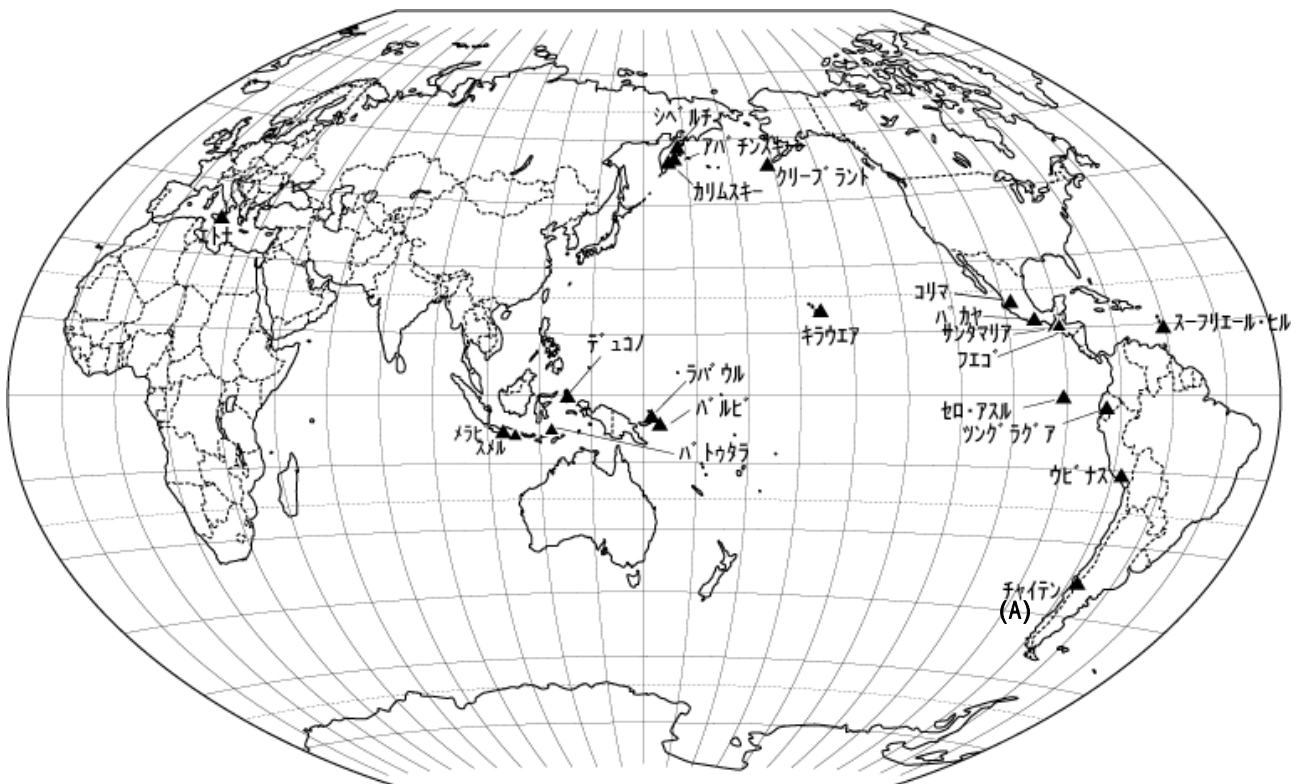 シベルチ
アバチンスキー
クリーブラント
カリムスキー
エトナ
コリマ
パカヤ
サンタマリア
スーフリエール・ヒル
キラウエア
フエゴ
デュコノ
ラバウル
バルビ
セロ・アスル
ツングラグア
メラピ
スメル
バトゥタラ
ウビナス
チャイテン
(A)